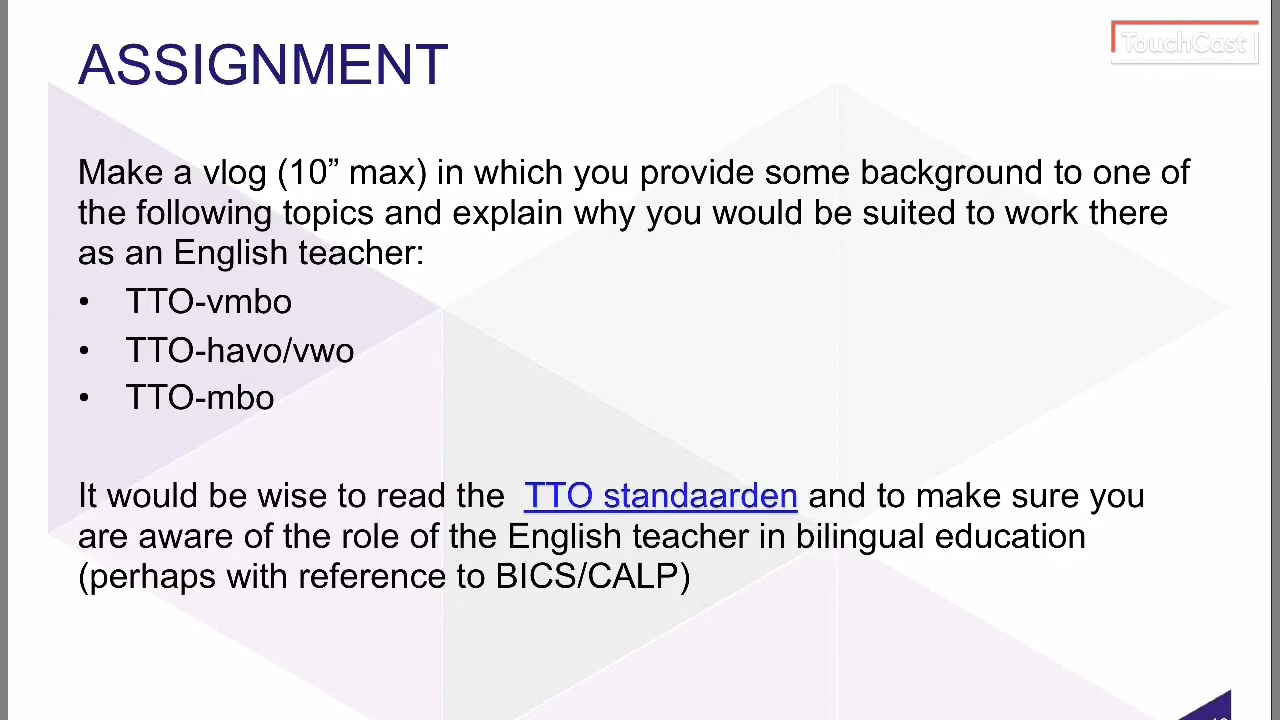 ASSIGNMENT
TouchCast
Make a vlog (10” max) in which you provide some background to one of
the following topics and explain why you would be suited to work there
as an English teacher:
• TTO-vmbo
• TTO-havo/vwo
• TTO-mbo
It would be wise to read the TTO standaarden and to make sure you
are aware of the role of the English teacher in bilingual education
(perhaps with reference to BICS/CALP)